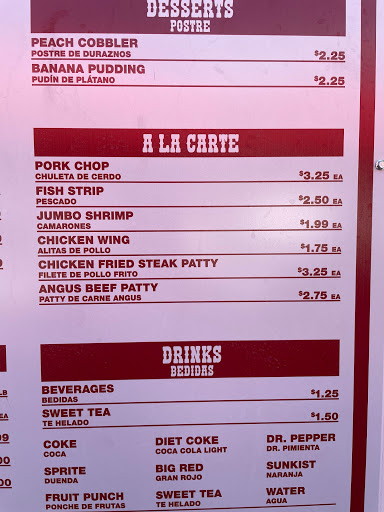 DESSERTS
POSTRE
PEACH COBBLER
POSTRE DE DURAZNOS $2.25
BANANA PUDDING
PUDÍN DE PLÁTANO $2.25
A LA CARTE
PORK CHOP
CHULETA DE CERDO $3.25 EA
FISH STRIP
PESCADO $2.50 EA
JUMBO SHRIMP
CAMARONES $1.99 EA
CHICKEN WING
ALITAS DE POLLO $1.75 EA
CHICKEN FRIED STEAK PATTY
FILETE DE POLLO FRITO $3.25 EA
ANGUS BEEF PATTY
PATTY DE CARNE ANGUS $2.75 EA
DRINKS
BEDIDAS
BEVERAGES
BEDIDAS $1.25
SWEET TEA
TE HELADO $1.50
COKE DIET COKE DR. PEPPER
COCA COCA COLA LIGHT DR. PIMIENTA
SPRITE BIG RED SUNKIST
DUENDA GRAN ROJO NARANJA
FRUIT PUNCH SWEET TEA WATER
PONCHE DE FRUTAS TE HELADO AGUA